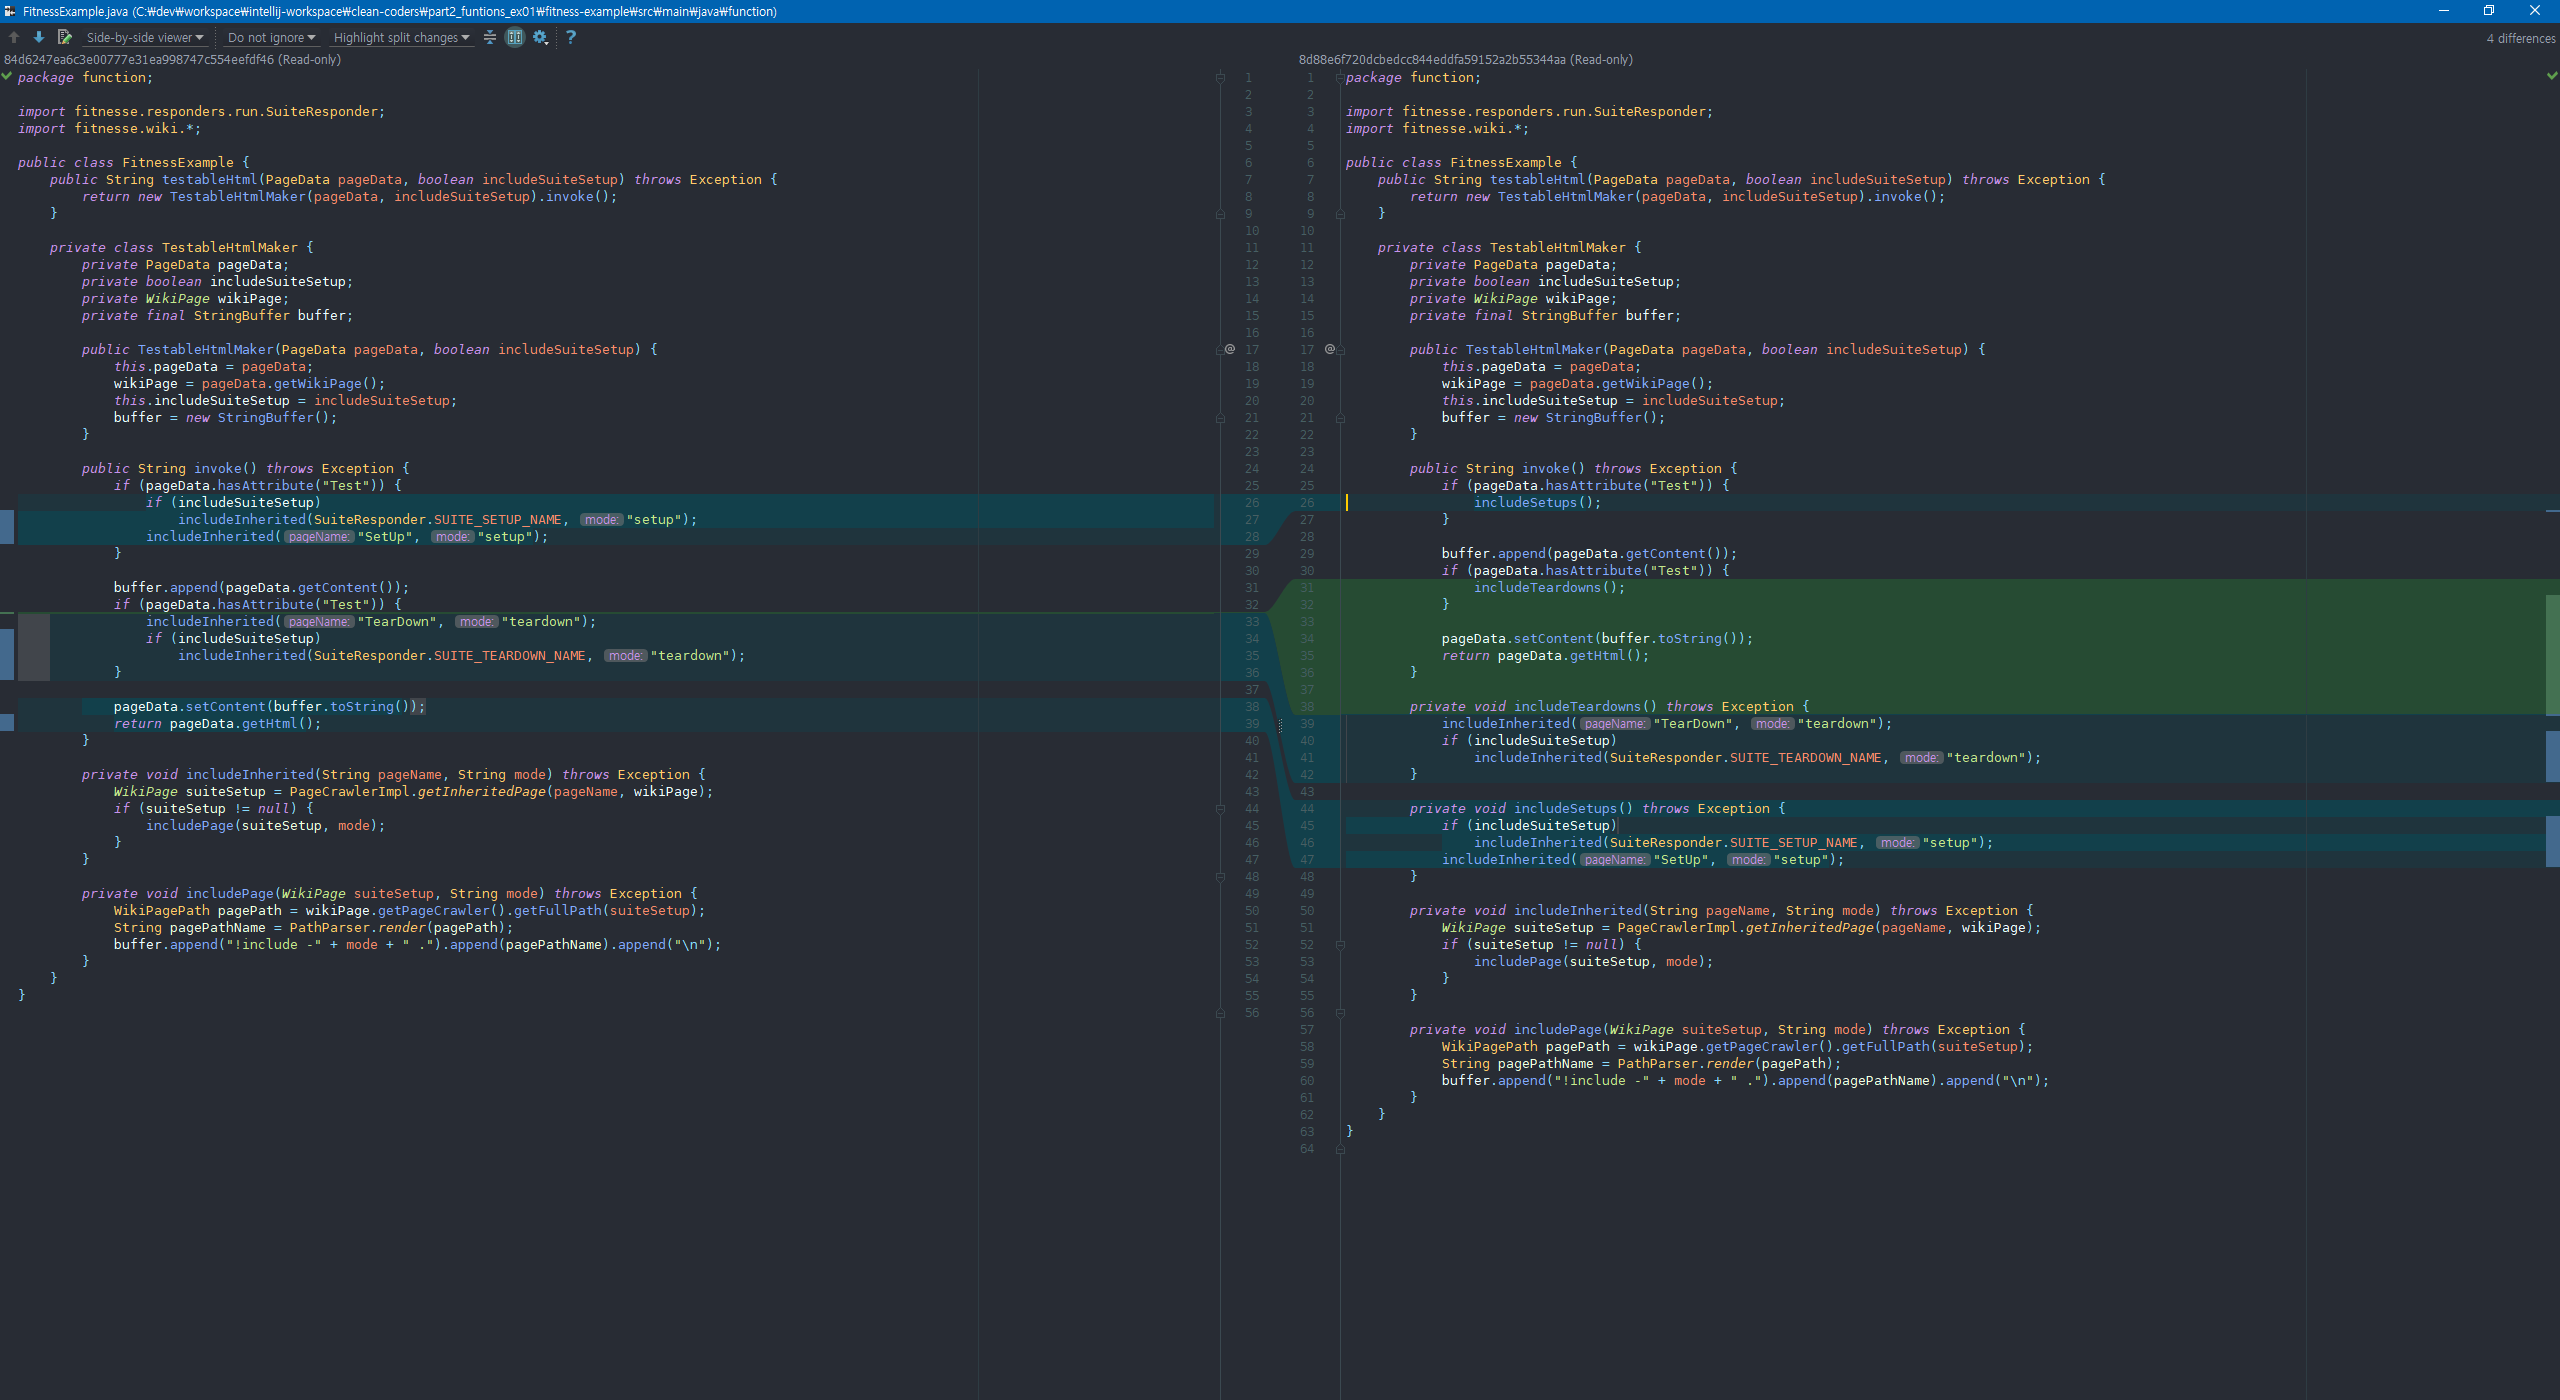 FitnessExample.java (C:₩dev₩workspace₩intellij-workspace₩clean-coders₩part2_funtions_ex01₩fitness-example₩src₩main₩java₩function)
Side-by-side viewer Do not ignore Highlight split changes ? 4 differences
84d6247ea6c3e00777e31ea998747c554eefdf46 (Read-only)
package function;
import fitnesse.responders.run.SuiteResponder;
import fitnesse.wiki.*;
public class FitnessExample {
public String testableHtml(PageData pageData, boolean includeSuiteSetup) throws Exception {
return new TestableHtmlMaker(pageData, includeSuiteSetup).invoke();
}
private class TestableHtmlMaker {
private PageData pageData;
private boolean includeSuiteSetup;
private WikiPage wikiPage;
private final StringBuffer buffer;
public TestableHtmlMaker(PageData pageData, boolean includeSuiteSetup) {
this.pageData = pageData;
wikiPage = pageData.getWikiPage();
this.includeSuiteSetup = includeSuiteSetup;
buffer = new StringBuffer();
}
public String invoke() throws Exception {
if (pageData.hasAttribute("Test")) {
if (includeSuiteSetup)
includeInherited(SuiteResponder.SUITE_SETUP_NAME, mode: "setup");
includeInherited( pageName: "SetUp", mode: "setup");
}
buffer.append(pageData.getContent());
if (pageData.hasAttribute("Test")) {
includeInherited( pageName: "TearDown", mode: "teardown");
if (includeSuiteSetup)
includeInherited(SuiteResponder.SUITE_TEARDOWN_NAME, mode: "teardown");
}
pageData.setContent(buffer.toString());
return pageData.getHtml();
}
private void includeInherited(String pageName, String mode) throws Exception {
WikiPage suiteSetup = PageCrawlerImpl.getInheritedPage(pageName, wikiPage);
if (suiteSetup != null) {
includePage(suiteSetup, mode);
}
}
private void includePage(WikiPage suiteSetup, String mode) throws Exception {
WikiPagePath pagePath = wikiPage.getPageCrawler().getFullPath(suiteSetup);
String pagePathName = PathParser.render(pagePath);
buffer.append("!include -" + mode + " .").append(pagePathName).append("\n");
}
}
}
1 1
2 2
3 3
4 4
5 5
6 6
7 7
8 8
9 9
10 10
11 11
12 12
13 13
14 14
15 15
16 16
@ 17 17 @
18 18
19 19
20 20
21 21
22 22
23 23
24 24
25 25
26 26
27 27
28 28
29 29
30 30
31 31
32 32
33 33
34 34
35 35
36 36
37 37
38 38
39 39
40 40
41 41
42 42
43 43
44 44
45 45
46 46
47 47
48 48
49 49
50 50
51 51
52 52
53 53
54 54
55 55
56 56
57
58
59
60
61
62
63
64
8d88e6f720dcbedcc844eddfa59152a2b55344aa (Read-only)
package function;
import fitnesse.responders.run.SuiteResponder;
import fitnesse.wiki.*;
public class FitnessExample {
public String testableHtml(PageData pageData, boolean includeSuiteSetup) throws Exception {
return new TestableHtmlMaker(pageData, includeSuiteSetup).invoke();
}
private class TestableHtmlMaker {
private PageData pageData;
private boolean includeSuiteSetup;
private WikiPage wikiPage;
private final StringBuffer buffer;
public TestableHtmlMaker(PageData pageData, boolean includeSuiteSetup) {
this.pageData = pageData;
wikiPage = pageData.getWikiPage();
this.includeSuiteSetup = includeSuiteSetup;
buffer = new StringBuffer();
}
public String invoke() throws Exception {
if (pageData.hasAttribute("Test")) {
includeSetups();
}
buffer.append(pageData.getContent());
if (pageData.hasAttribute("Test")) {
includeTeardowns();
}
pageData.setContent(buffer.toString());
return pageData.getHtml();
}
private void includeTeardowns() throws Exception {
includeInherited( pageName: "TearDown", mode: "teardown");
if (includeSuiteSetup)
includeInherited(SuiteResponder.SUITE_TEARDOWN_NAME, mode: "teardown");
}
private void includeSetups() throws Exception {
if (includeSuiteSetup)
includeInherited(SuiteResponder.SUITE_SETUP_NAME, mode: "setup");
includeInherited( pageName: "SetUp", mode: "setup");
}
private void includeInherited(String pageName, String mode) throws Exception {
WikiPage suiteSetup = PageCrawlerImpl.getInheritedPage(pageName, wikiPage);
if (suiteSetup != null) {
includePage(suiteSetup, mode);
}
}
private void includePage(WikiPage suiteSetup, String mode) throws Exception {
WikiPagePath pagePath = wikiPage.getPageCrawler().getFullPath(suiteSetup);
String pagePathName = PathParser.render(pagePath);
buffer.append("!include -" + mode + " .").append(pagePathName).append("\n");
}
}
}